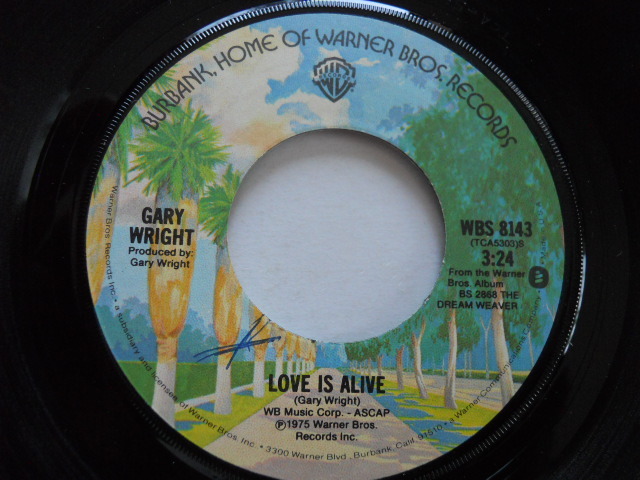 BURBANK, HOME OF WARNER BROS. RECORDS
GARY
WRIGHT
Produced by:
Gary Wright
WBS 8143
(TCA5303)S
3:24
From the Warner
Bros. Album
BS 2868 THE
DREAM WEAVER
LOVE IS ALIVE
(Gary Wright)
WB Music Corp. - ASCAP
℗1975 Warner Bros.
Records Inc.
Warner Bros. Records Inc. • a subsidiary and licensee of Warner Bros. Inc. • 3300 Warner Blvd., Burbank, Calif. 91510 • a Warner Communications Company